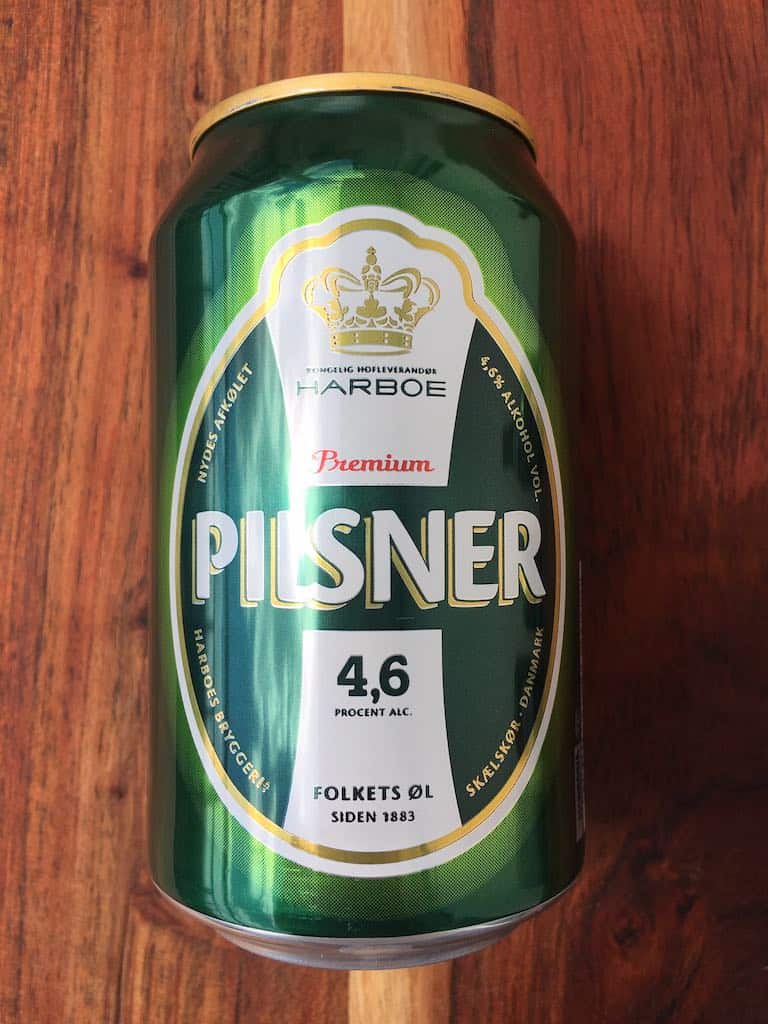 KONGELIG HOFLEVERANDØR
HARBOE
NYDES AFKØLET
4,6% ALKOHOL VOL.
Premium
PILSNER
4,6
PROCENT ALC.
HARBOES BRYGGERI
SKÆLSKØR · DANMARK
FOLKETS ØL
SIDEN 1883